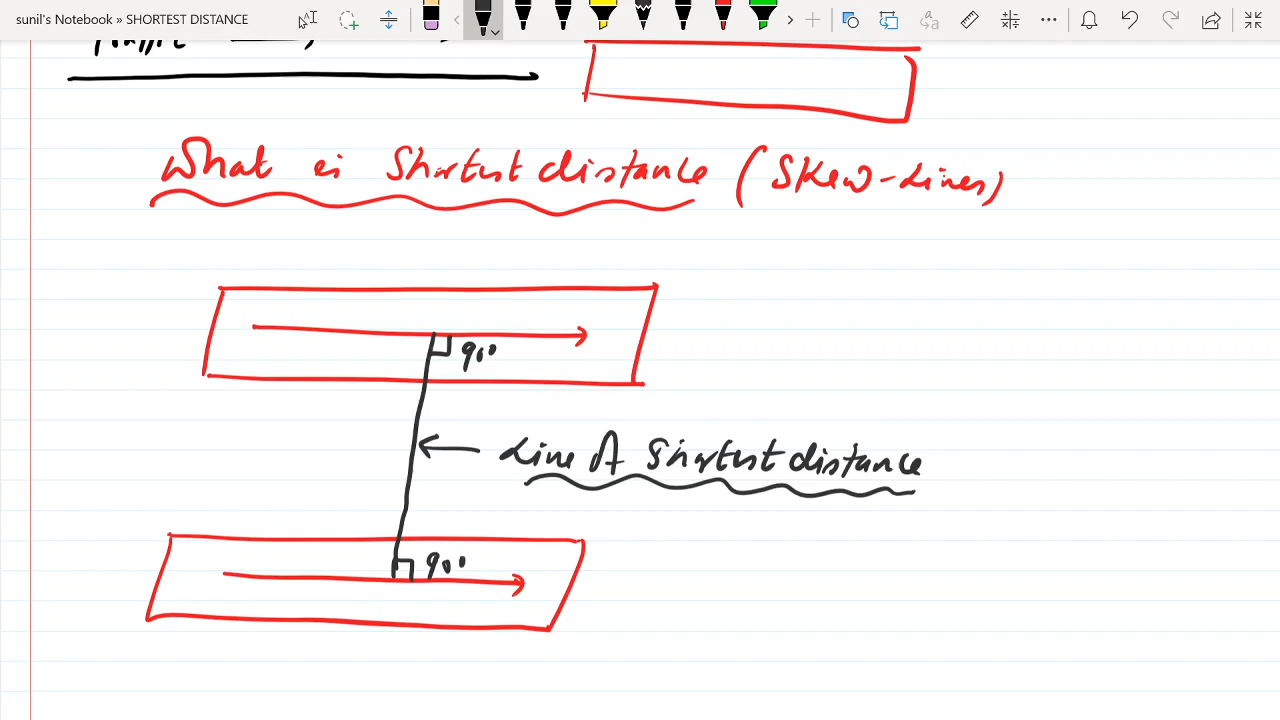 sunil's Notebook » SHORTEST DISTANCE
What is Shortest distance (Skew-Lines)
90°
Line of Shortest distance
90°